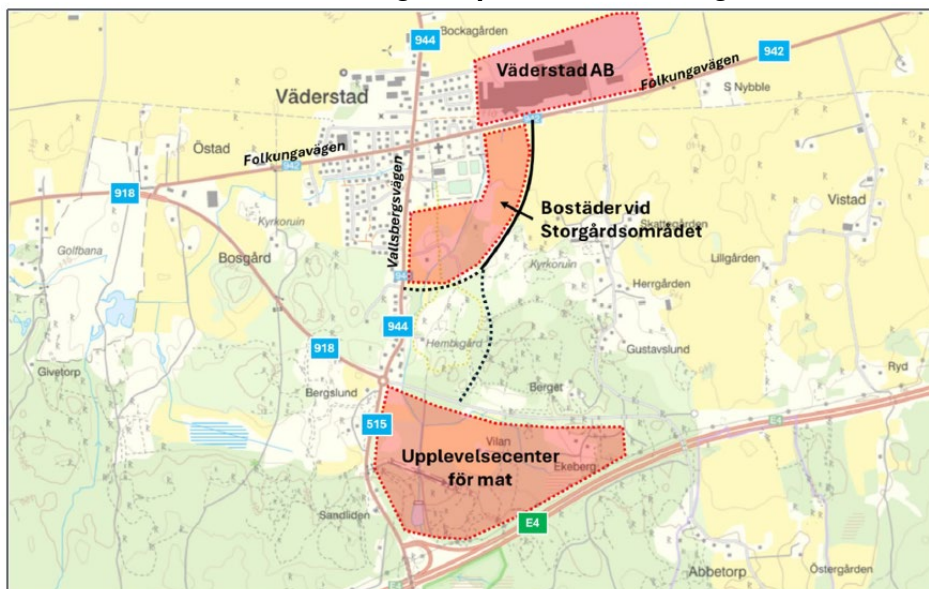 944
Bockagården
942
Väderstad AB
Folkungavägen
S Nybble
Väderstad
Östad
Folkungavägen
918
Vallsbergsvägen
Bostäder vid
Storgårdsområdet
Skattegården
Vistad
Kyrkoruin
Golfbana
Bosgård
Kyrkoruin
Lillgården
Herrgården
944
Hembygård
918
Gustavslund
Givetorp
Bergslund
Berget
Ryd
E4
515
Vilan
Upplevelsecenter
för mat
Ekeberg
Sandliden
E4
E4
Abbetorp
Östergården